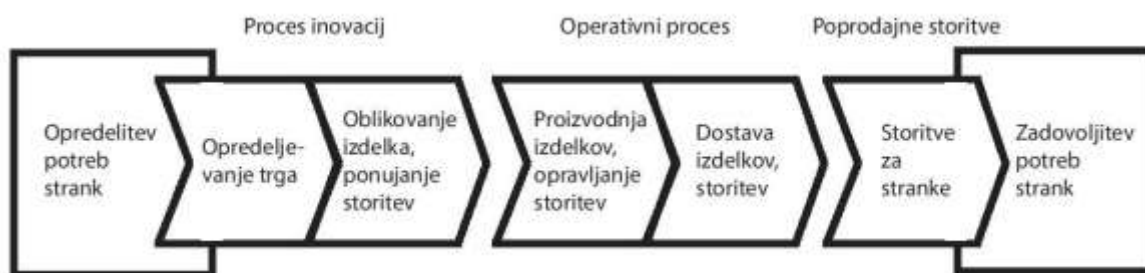 Proces inovacij
Operativni proces
Poprodajne storitve
Opredelitev
potreb
strank
Opredelje-
vanje trga
Oblikovanje
izdelka,
ponujanje
storitev
Proizvodnja
izdelkov,
opravljanje
storitev
Dostava
izdelkov,
storitev
Storitve
za
stranke
Zadovoljitev
potreb
strank